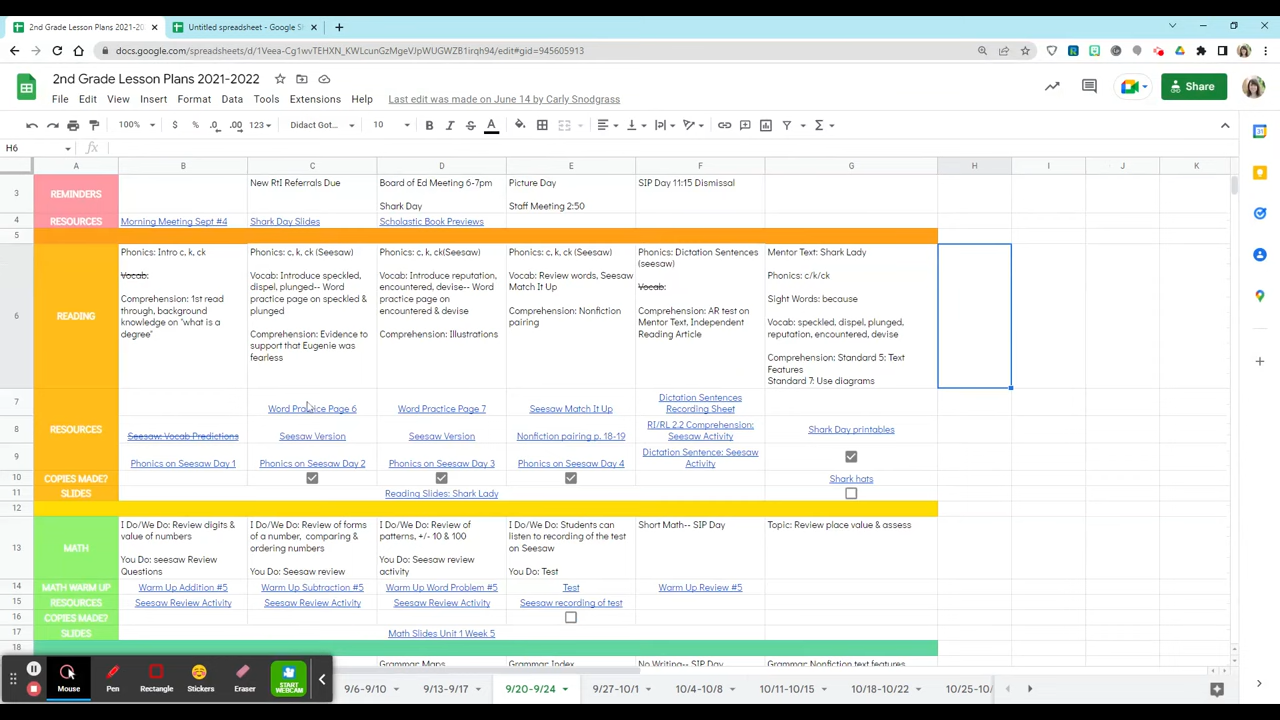 2nd Grade Lesson Plans 2021-20
Untitled spreadsheet - Google Sh
docs.google.com/spreadsheets/d/1Veea-Cg1wvTEHXN_KWLcunGzMgeVJpWUGWZB1irqh94/edit#gid=945605913
2nd Grade Lesson Plans 2021-2022
File Edit View Insert Format Data Tools Extensions Help Last edit was made on June 14 by Carly Snodgrass
Share
100% $ % .0 .00 123 Didact Got... 10 B I S A
H6 fx
A B C D E F G H I J K
3 REMINDERS
New RtI Referrals Due
Board of Ed Meeting 6-7pm
Shark Day
Picture Day
Staff Meeting 2:50
SIP Day 11:15 Dismissal
4 RESOURCES Morning Meeting Sept #4 Shark Day Slides Scholastic Book Previews
5
6 READING
Phonics: Intro c, k, ck
Vocab:
Comprehension: 1st read
through, background
knowledge on "what is a
degree"
Phonics: c, k, ck (Seesaw)
Vocab: Introduce speckled,
dispel, plunged-- Word
practice page on speckled &
plunged
Comprehension: Evidence to
support that Eugenie was
fearless
Phonics: c, k, ck(Seesaw)
Vocab: Introduce reputation,
encountered, devise-- Word
practice page on
encountered & devise
Comprehension: Illustrations
Phonics: c, k, ck (Seesaw)
Vocab: Review words, Seesaw
Match It Up
Comprehension: Nonfiction
pairing
Phonics: Dictation Sentences
(seesaw)
Vocab:
Comprehension: AR test on
Mentor Text, Independent
Reading Article
Mentor Text: Shark Lady
Phonics: c/k/ck
Sight Words: because
Vocab: speckled, dispel, plunged,
reputation, encountered, devise
Comprehension: Standard 5: Text
Features
Standard 7: Use diagrams
7 Word Practice Page 6 Word Practice Page 7 Seesaw Match It Up
Dictation Sentences
Recording Sheet
8 RESOURCES Seesaw: Vocab Predictions Seesaw Version Seesaw Version Nonfiction pairing p. 18-19
RI/RL 2.2 Comprehension:
Seesaw Activity
Shark Day printables
9 Phonics on Seesaw Day 1 Phonics on Seesaw Day 2 Phonics on Seesaw Day 3 Phonics on Seesaw Day 4
Dictation Sentence: Seesaw
Activity
10 COPIES MADE? Shark hats
11 SLIDES Reading Slides: Shark Lady
12
13 MATH
I Do/We Do: Review digits &
value of numbers
You Do: seesaw Review
Questions
I Do/We Do: Review of forms
of a number, comparing &
ordering numbers
You Do: Seesaw review
I Do/We Do: Review of
patterns, +/- 10 & 100
You Do: Seesaw review
activity
I Do/We Do: Students can
listen to recording of the test
on Seesaw
You Do: Test
Short Math-- SIP Day
Topic: Review place value & assess
14 MATH WARM UP Warm Up Addition #5 Warm Up Subtraction #5 Warm Up Word Problem #5 Test Warm Up Review #5
15 RESOURCES Seesaw Review Activity Seesaw Review Activity Seesaw Review Activity Seesaw recording of test
16 COPIES MADE?
17 SLIDES Math Slides Unit 1 Week 5
18
Grammar Maps Grammar Index No Writing-- SIP Day Grammar: Nonfiction text features
Mouse Pen Rectangle Stickers Eraser START WEBCAM
9/6-9/10 9/13-9/17 9/20-9/24 9/27-10/1 10/4-10/8 10/15 10/18-10/22 10/25-10/